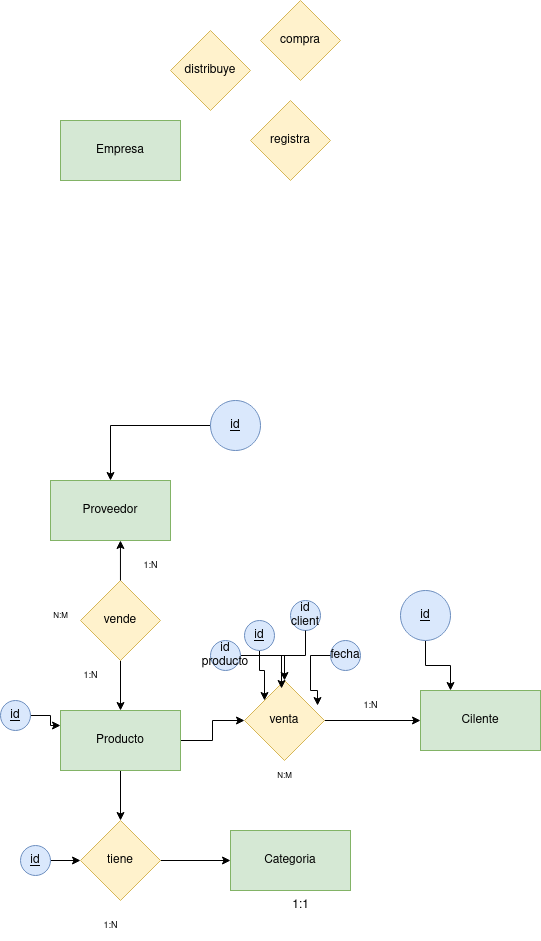 compra
distribuye
registra
Empresa
id
Proveedor
1:N
N:M
vende
id
client
id
id
id
producto
fecha
1:N
id
1:N
Producto
venta
Cilente
N:M
id
tiene
Categoria
1:1
1:N